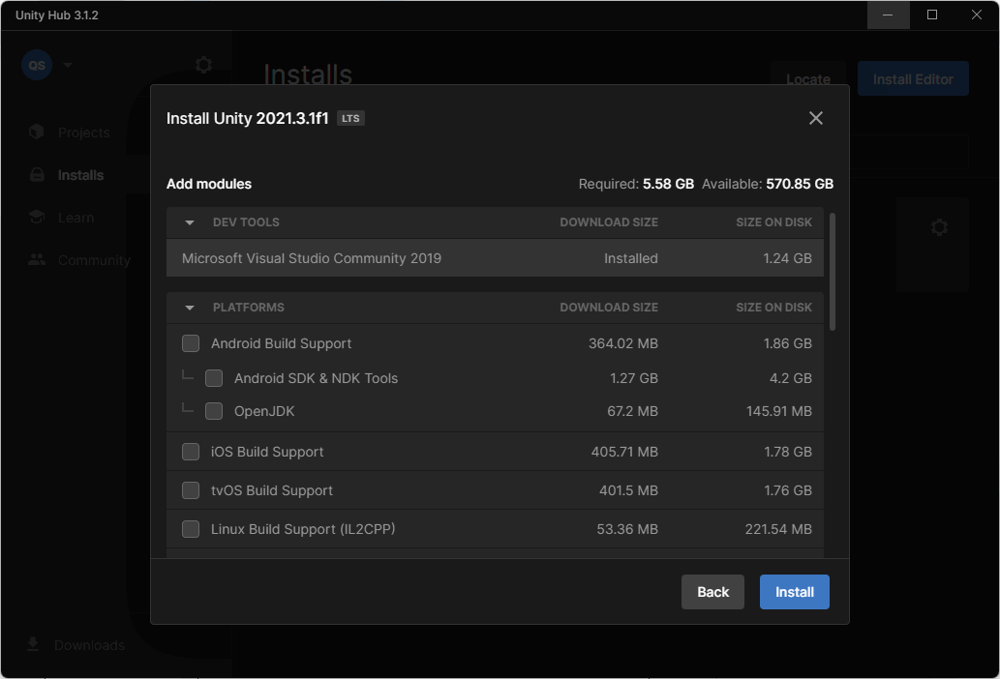 Unity Hub 3.1.2
QS
Installs
Locate
Install Editor
Projects
Installs
Learn
Community
Downloads
Install Unity 2021.3.1f1 LTS
Add modules
Required: 5.58 GB Available: 570.85 GB
DEV TOOLS DOWNLOAD SIZE SIZE ON DISK
Microsoft Visual Studio Community 2019 Installed 1.24 GB
PLATFORMS DOWNLOAD SIZE SIZE ON DISK
Android Build Support 364.02 MB 1.86 GB
Android SDK & NDK Tools 1.27 GB 4.2 GB
OpenJDK 67.2 MB 145.91 MB
iOS Build Support 405.71 MB 1.78 GB
tvOS Build Support 401.5 MB 1.76 GB
Linux Build Support (IL2CPP) 53.36 MB 221.54 MB
Back
Install